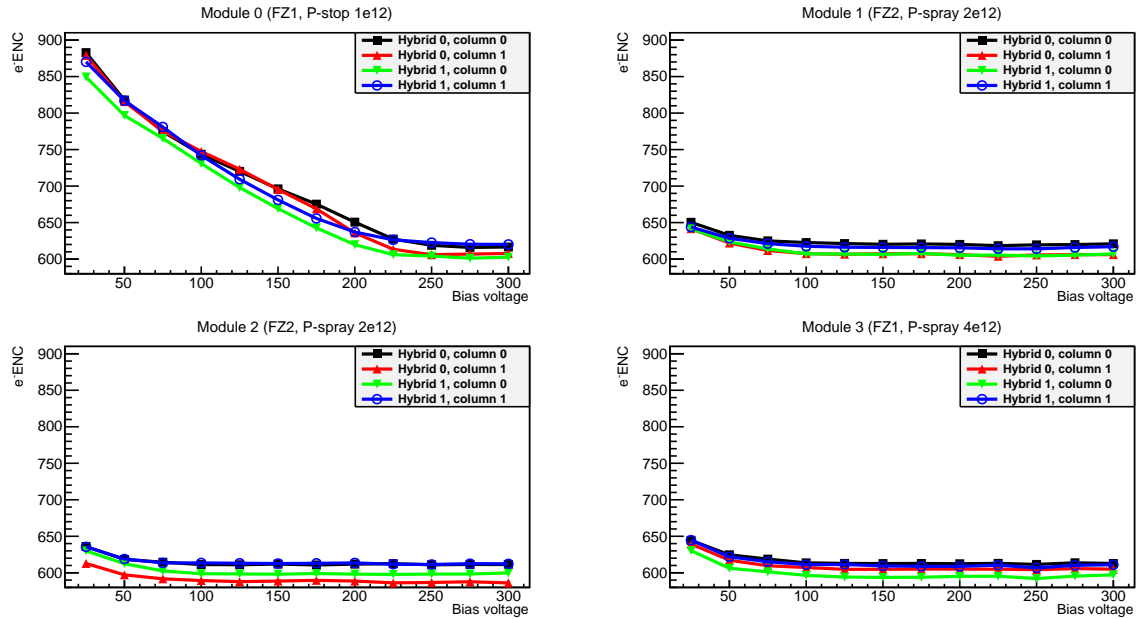 Module 0 (FZ1, P-stop 1e12)
e⁻ENC
900
850
800
750
700
650
600
50 100 150 200 250 300
Bias voltage
Hybrid 0, column 0
Hybrid 0, column 1
Hybrid 1, column 0
Hybrid 1, column 1
Module 1 (FZ2, P-spray 2e12)
e⁻ENC
900
850
800
750
700
650
600
50 100 150 200 250 300
Bias voltage
Hybrid 0, column 0
Hybrid 0, column 1
Hybrid 1, column 0
Hybrid 1, column 1
Module 2 (FZ2, P-spray 2e12)
e⁻ENC
900
850
800
750
700
650
600
50 100 150 200 250 300
Bias voltage
Hybrid 0, column 0
Hybrid 0, column 1
Hybrid 1, column 0
Hybrid 1, column 1
Module 3 (FZ1, P-spray 4e12)
e⁻ENC
900
850
800
750
700
650
600
50 100 150 200 250 300
Bias voltage
Hybrid 0, column 0
Hybrid 0, column 1
Hybrid 1, column 0
Hybrid 1, column 1